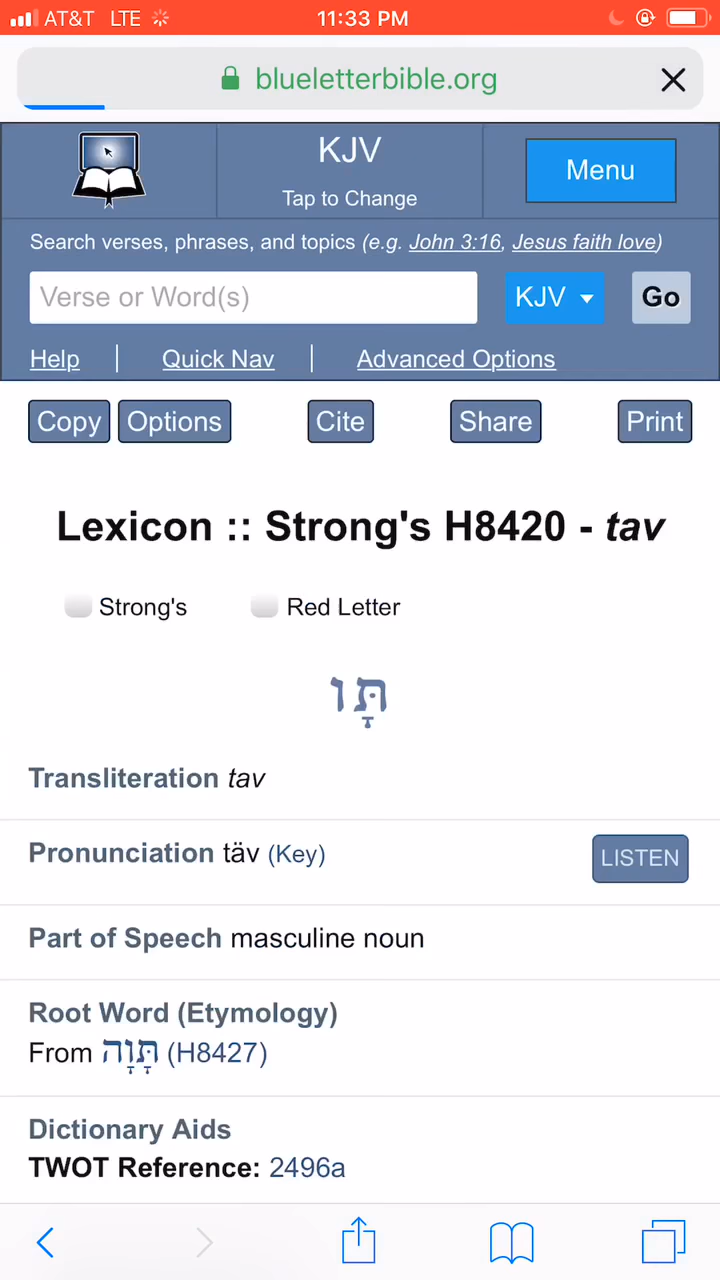 AT&T LTE 11:33 PM
blueletterbible.org
KJV
Tap to Change
Menu
Search verses, phrases, and topics (e.g. John 3:16, Jesus faith love)
Verse or Word(s) KJV Go
Help | Quick Nav | Advanced Options
Copy Options Cite Share Print
Lexicon :: Strong's H8420 - tav
Strong's Red Letter
תָּו
Transliteration tav
Pronunciation täv (Key) LISTEN
Part of Speech masculine noun
Root Word (Etymology)
From תָּוָה (H8427)
Dictionary Aids
TWOT Reference: 2496a